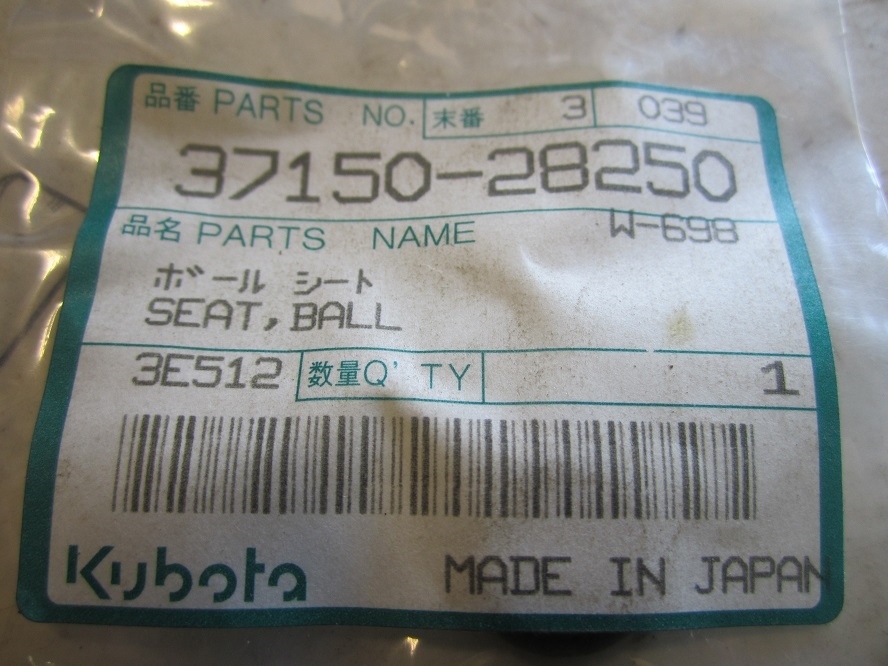 品番 PARTS NO. 末番 3 039
37150-28250
品名 PARTS NAME W-698
ボール シート
SEAT,BALL
3E512 数量Q'TY 1
Kubota MADE IN JAPAN